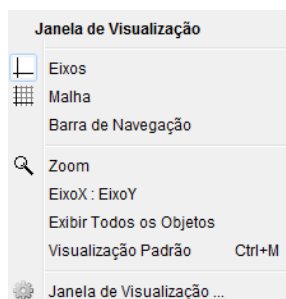 Janela de Visualização
Eixos
Malha
Barra de Navegação
Zoom
EixoX : EixoY
Exibir Todos os Objetos
Visualização Padrão Ctrl+M
Janela de Visualização ...